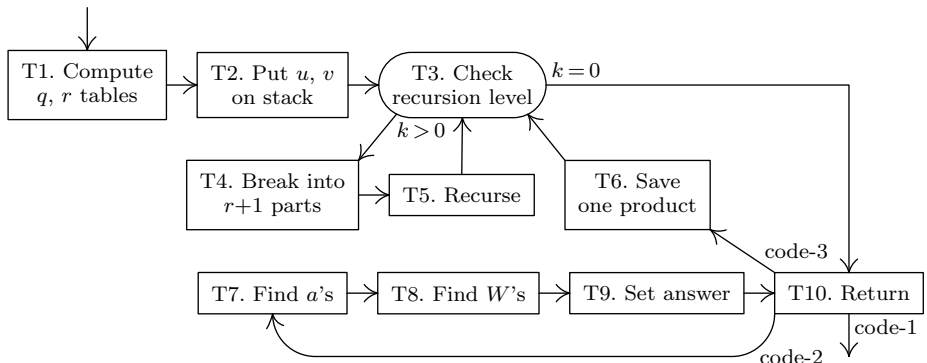 T1. Compute
q, r tables
T2. Put u, v
on stack
T3. Check
recursion level
k = 0
k > 0
T4. Break into
r+1 parts
T5. Recurse
T6. Save
one product
code-3
T7. Find a's
T8. Find W's
T9. Set answer
T10. Return
code-1
code-2